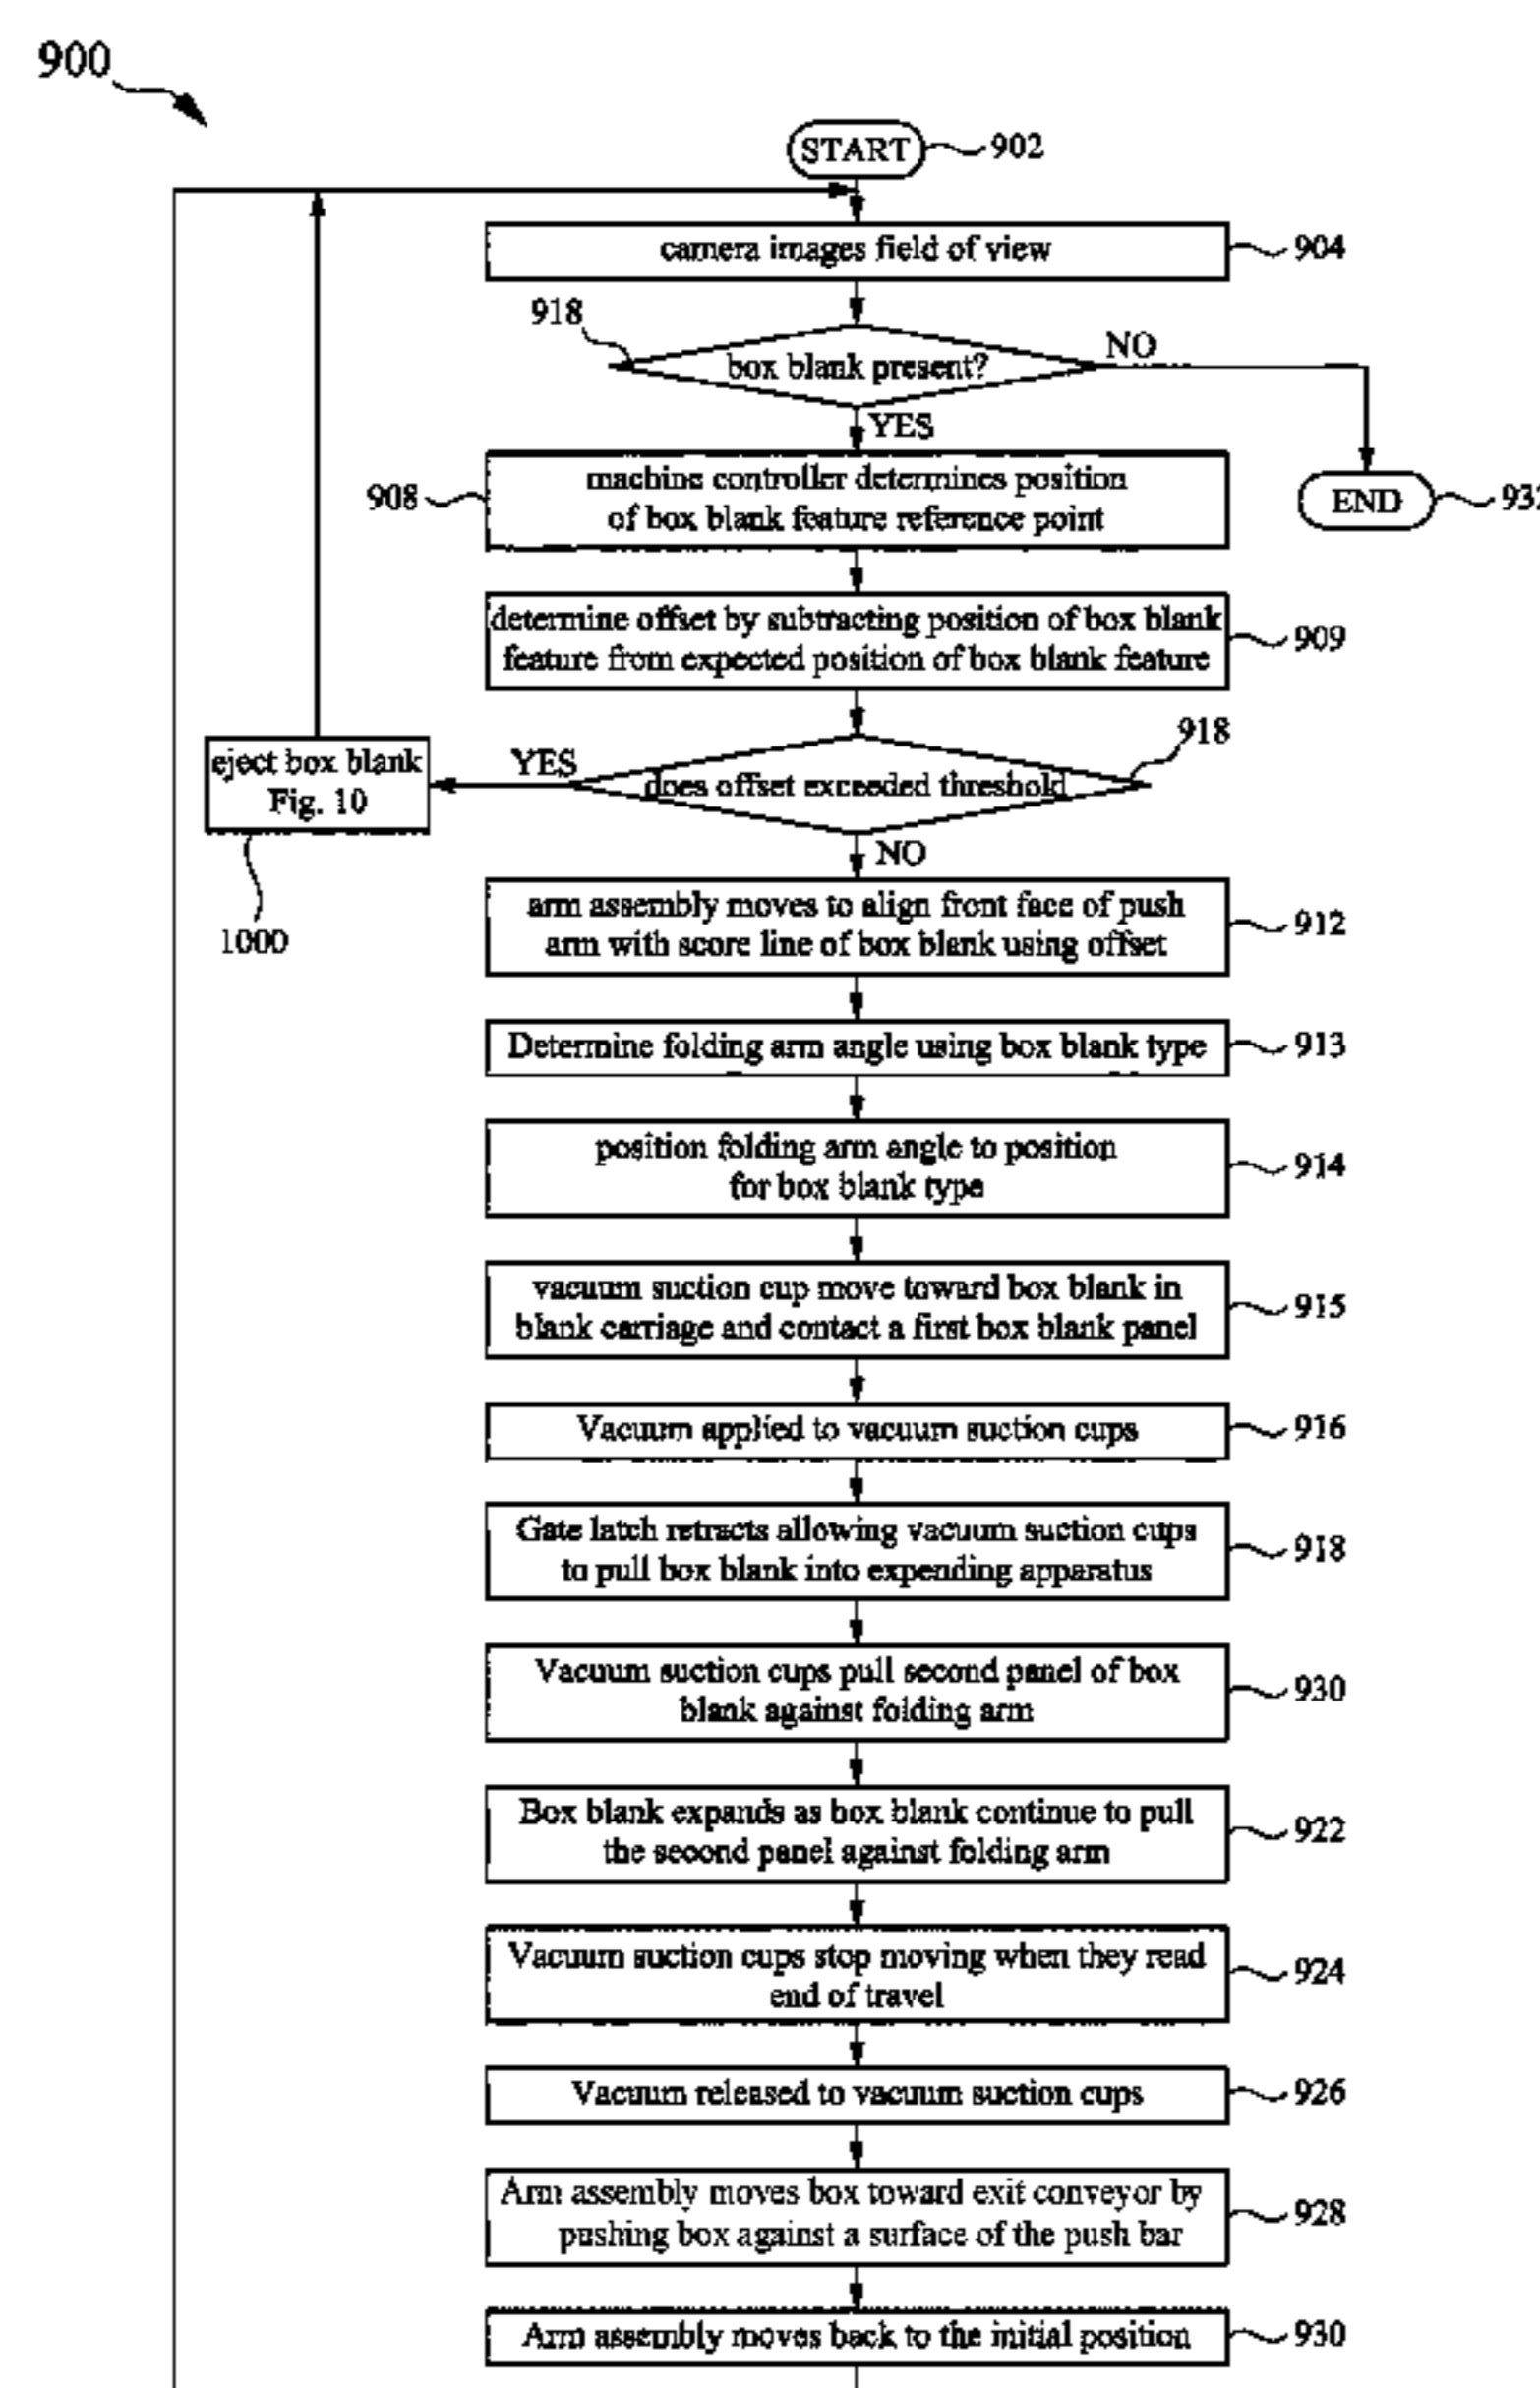 900
START
902
camera images field of view
904
918
box blank present?
NO
YES
machine controller determines position
of box blank feature reference point
908
END
determine offset by subtracting position of box blank
feature from expected position of box blank feature
909
918
eject box blank
Fig. 10
YES
does offset exceeded threshold
1000
NO
arm assembly moves to align front face of push
arm with score line of box blank using offset
912
Determine folding arm angle using box blank type
913
position folding arm angle to position
for box blank type
914
vacuum suction cup move toward box blank in
blank carriage and contact a first box blank panel
915
Vacuum applied to vacuum suction cups
916
Gate latch retracts allowing vacuum suction cups
to pull box blank into expending apparatus
918
Vacuum suction cups pull second panel of box
blank against folding arm
930
Box blank expands as box blank continue to pull
the second panel against folding arm
922
Vacuum suction cups stop moving when they read
end of travel
924
Vacuum released to vacuum suction cups
926
Arm assembly moves box toward exit conveyor by
pushing box against a surface of the push bar
928
Arm assembly moves back to the initial position
930